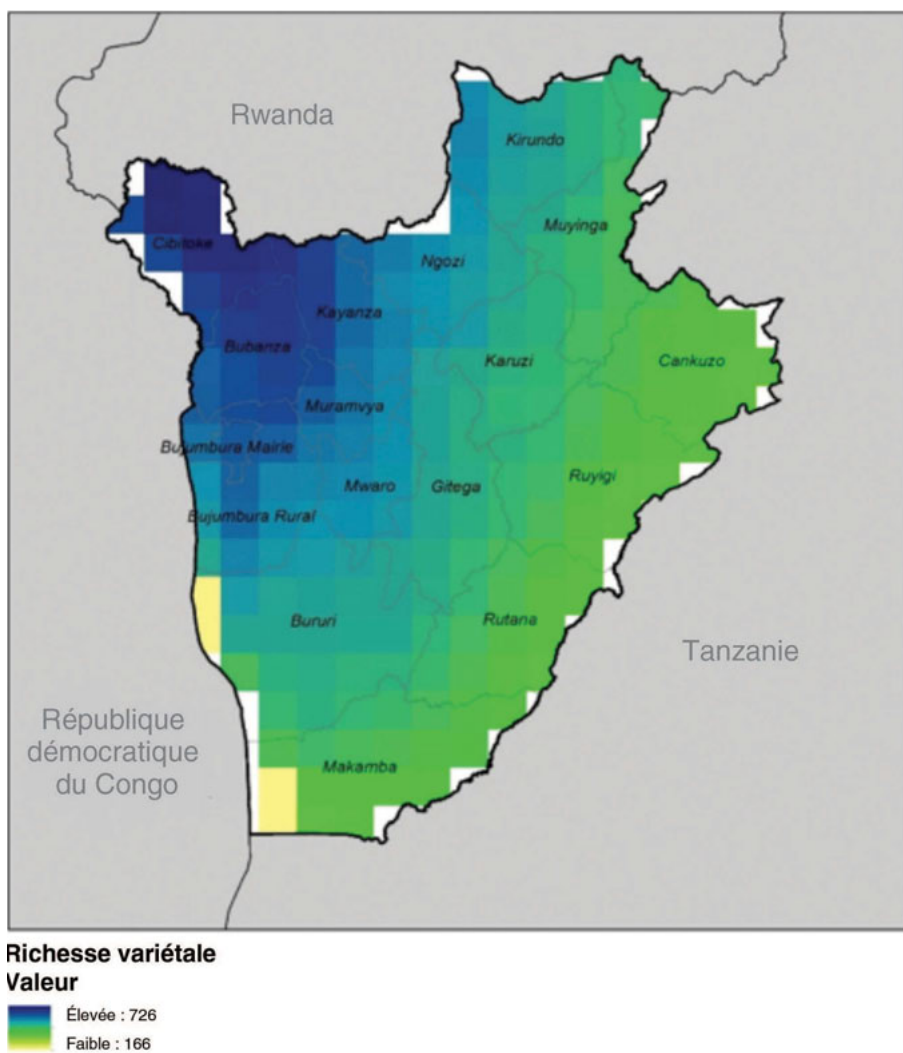 Rwanda
Kirundo
Muyinga
Cibitoke
Ngozi
Kayanza
Bubanza
Karuzi
Cankuzo
Muramvya
Bujumbura Mairie
Mwaro
Gitega
Ruyigi
Bujumbura Rural
Bururi
Rutana
Tanzanie
République
démocratique
du Congo
Makamba
Richesse variétale
Valeur
Élevée : 726
Faible : 166